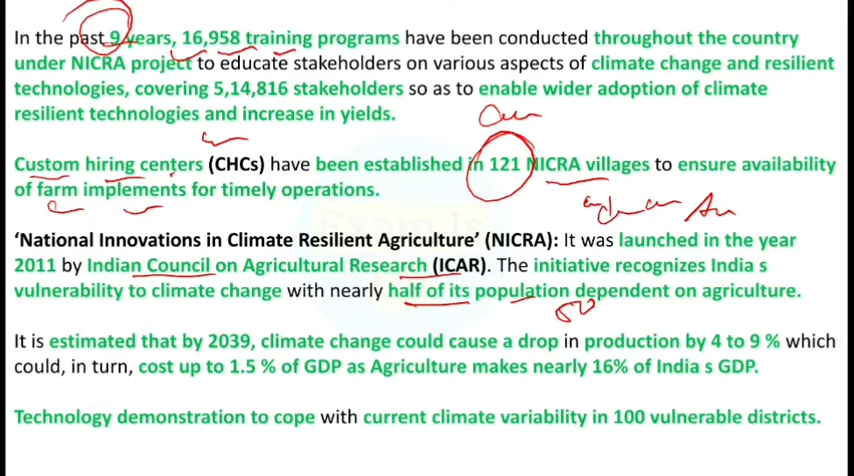 In the past 9 years, 16,958 training programs have been conducted throughout the country
under NICRA project to educate stakeholders on various aspects of climate change and resilient
technologies, covering 5,14,816 stakeholders so as to enable wider adoption of climate
resilient technologies and increase in yields.
Custom hiring centers (CHCs) have been established in 121 NICRA villages to ensure availability
of farm implements for timely operations.
‘National Innovations in Climate Resilient Agriculture’ (NICRA): It was launched in the year
2011 by Indian Council on Agricultural Research (ICAR). The initiative recognizes India s
vulnerability to climate change with nearly half of its population dependent on agriculture.
50
It is estimated that by 2039, climate change could cause a drop in production by 4 to 9 % which
could, in turn, cost up to 1.5 % of GDP as Agriculture makes nearly 16% of India s GDP.
Technology demonstration to cope with current climate variability in 100 vulnerable districts.